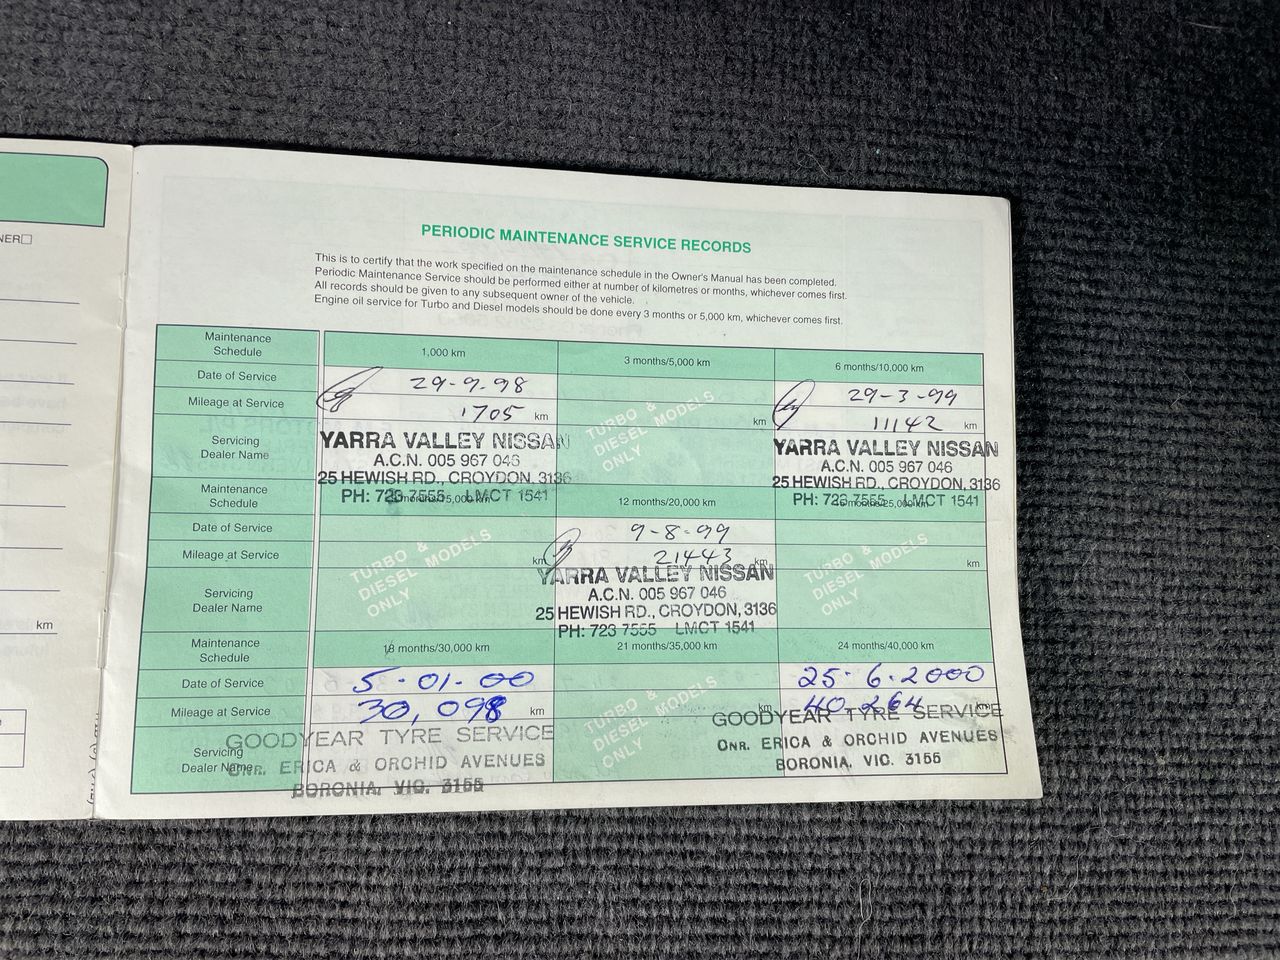 NER
km
PERIODIC MAINTENANCE SERVICE RECORDS
This is to certify that the work specified on the maintenance schedule in the Owner's Manual has been completed.
Periodic Maintenance Service should be performed either at number of kilometres or months, whichever comes first.
All records should be given to any subsequent owner of the vehicle.
Engine oil service for Turbo and Diesel models should be done every 3 months or 5,000 km, whichever comes first.
Maintenance Schedule 1,000 km 3 months/5,000 km 6 months/10,000 km
Date of Service 29-9-98 29-3-99
Mileage at Service 1705 km km 11142 km
TURBO & DIESEL MODELS ONLY
Servicing Dealer Name
YARRA VALLEY NISSAN YARRA VALLEY NISSAN
A.C.N. 005 967 046 A.C.N. 005 967 046
25 HEWISH RD., CROYDON, 3136 25 HEWISH RD., CROYDON, 3136
PH: 723 7555 LMCT 1541 PH: 723 7555 LMCT 1541
Maintenance Schedule 12 months/20,000 km
Date of Service 9-8-99
Mileage at Service km 21443 km km
TURBO & DIESEL MODELS ONLY TURBO & DIESEL MODELS ONLY
Servicing Dealer Name
YARRA VALLEY NISSAN
A.C.N. 005 967 046
25 HEWISH RD., CROYDON, 3136
PH: 723 7555 LMCT 1541
Maintenance Schedule 18 months/30,000 km 21 months/35,000 km 24 months/40,000 km
Date of Service 5-01-00 25-6-2000
Mileage at Service 30,098 km km 40,264 km
TURBO & DIESEL MODELS ONLY
Servicing Dealer Name
GOODYEAR TYRE SERVICE GOODYEAR TYRE SERVICE
CNR. ERICA & ORCHID AVENUES CNR. ERICA & ORCHID AVENUES
BORONIA. VIC. 3155 BORONIA. VIC. 3155